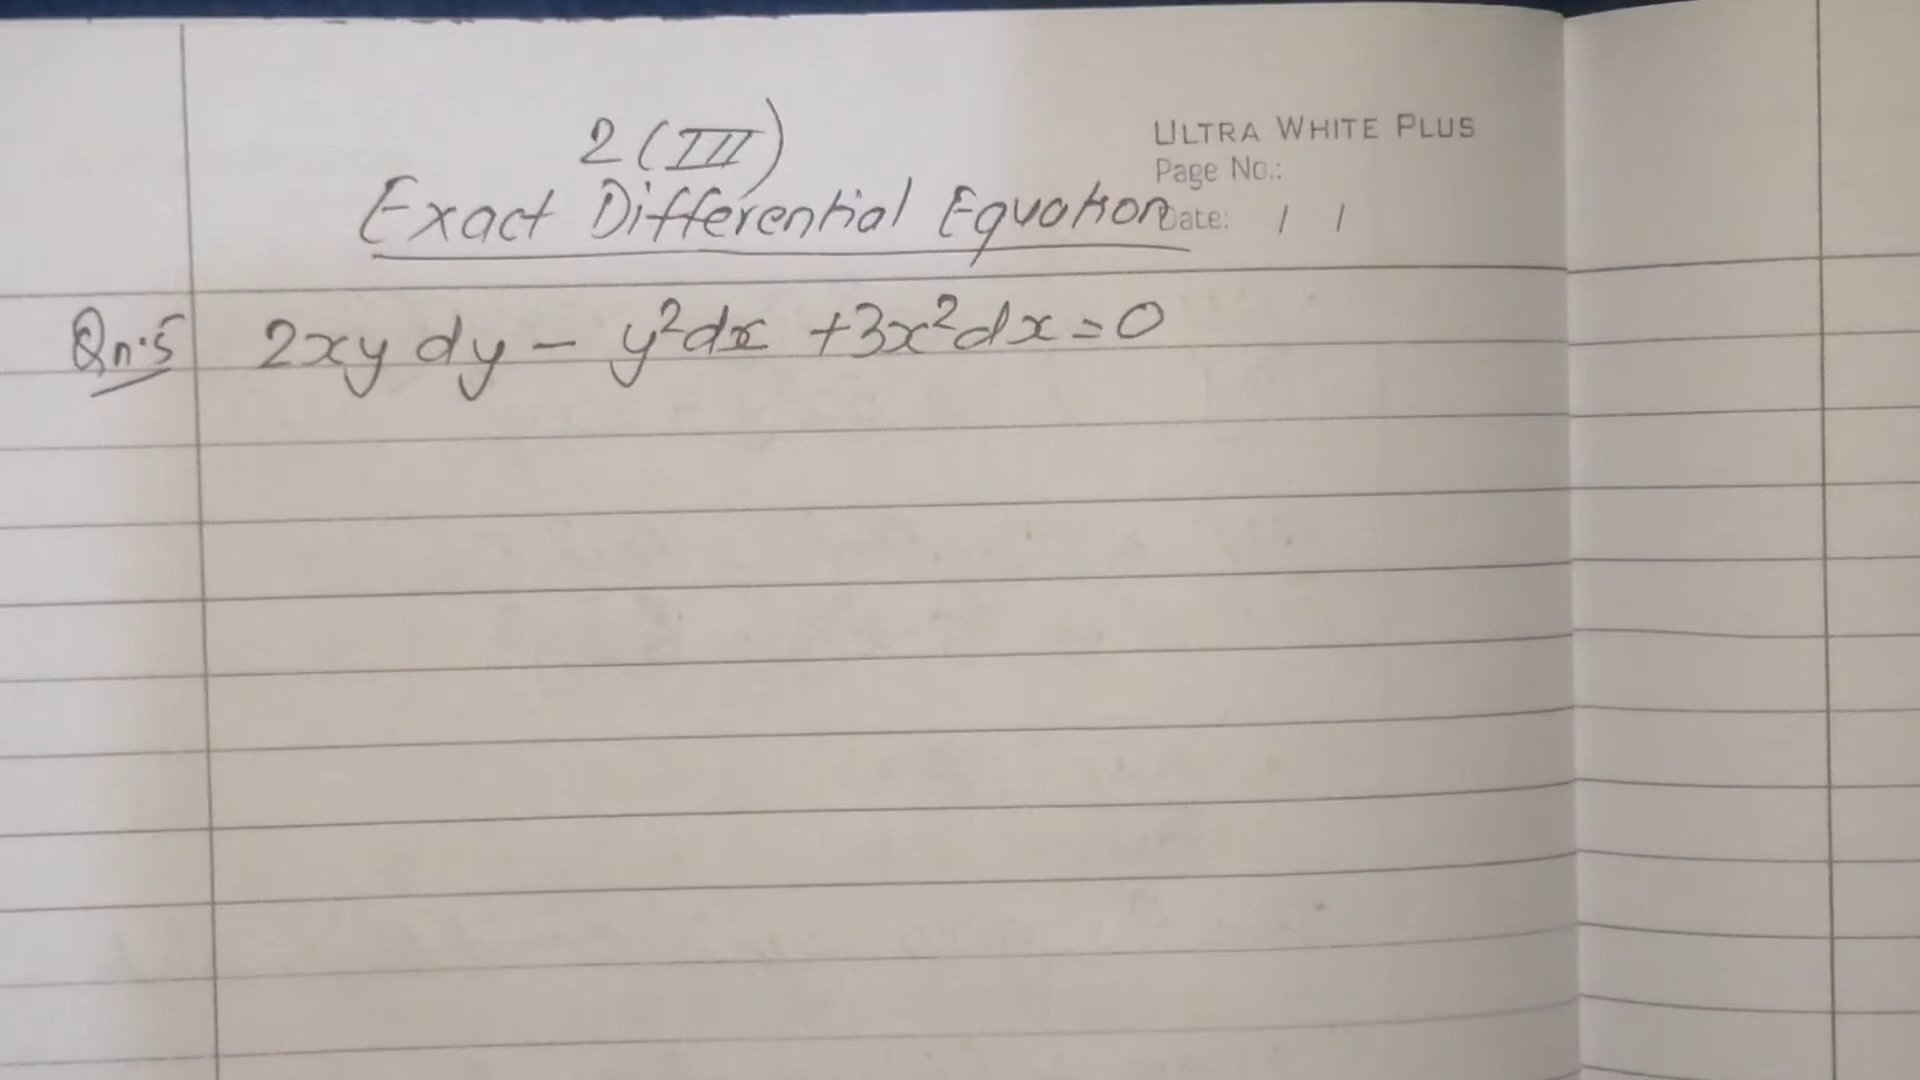 2 (III)
ULTRA WHITE PLUS
Page No.:
Exact Differential Equation
Date: / /
Qn.5 2xy dy - y²dx +3x²dx=0